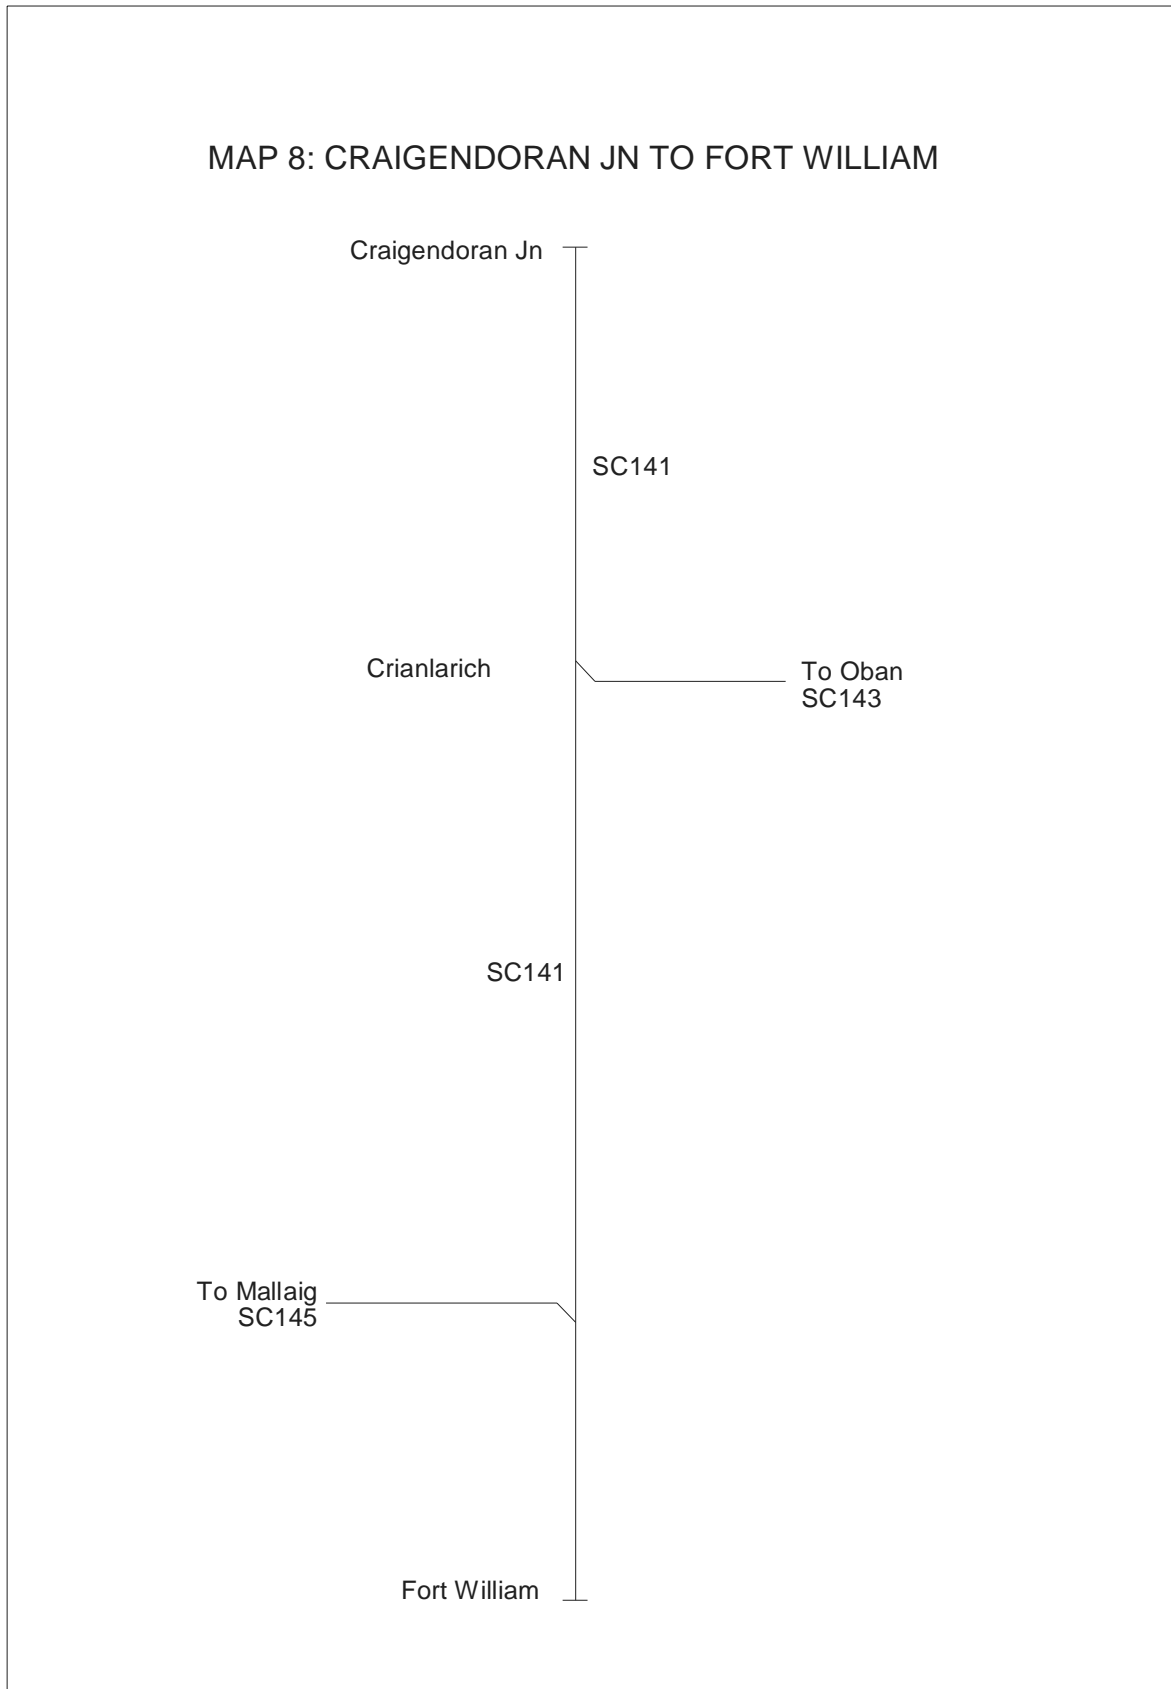 MAP 8: CRAIGENDORAN JN TO FORT WILLIAM
Craigendoran Jn
SC141
Crianlarich
To Oban
SC143
SC141
To Mallaig
SC145
Fort William